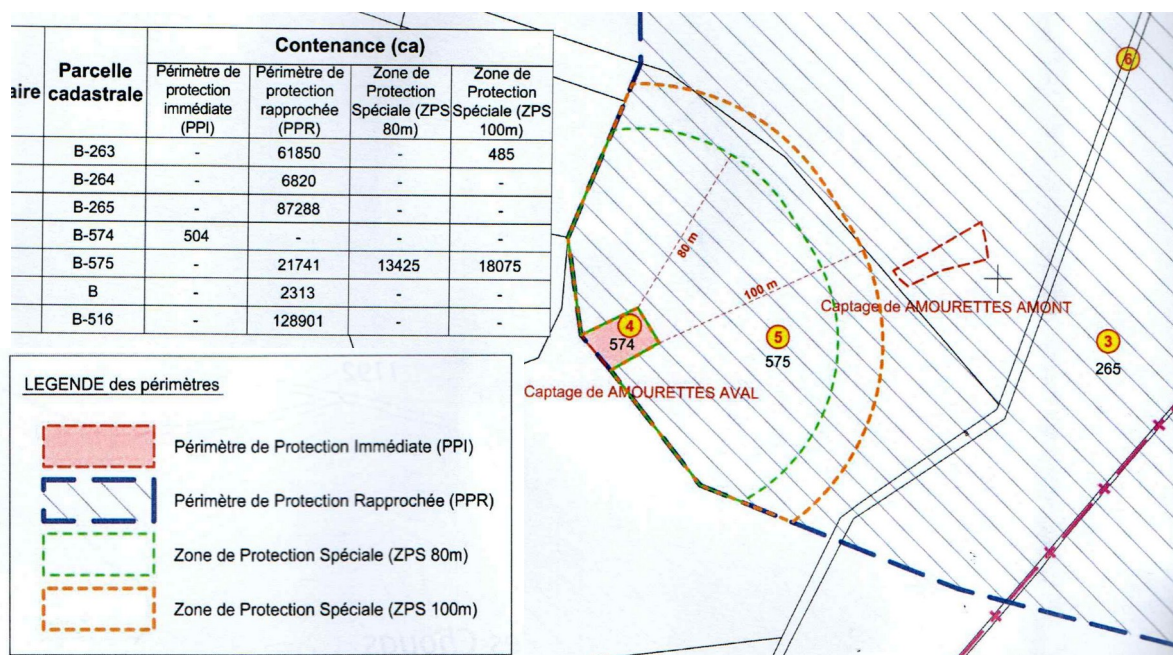 Contenance (ca)
aire
Parcelle
cadastrale
Périmètre de
protection
immédiate
(PPI)
Périmètre de
protection
rapprochée
(PPR)
Zone de
Protection
Spéciale (ZPS
80m)
Zone de
Protection
Spéciale (ZPS
100m)
B-263 - 61850 - 485
B-264 - 6820 - -
B-265 - 87288 - -
B-574 504 - - -
B-575 - 21741 13425 18075
B - 2313 - -
B-516 - 128901 - -
LEGENDE des périmètres
Périmètre de Protection Immédiate (PPI)
Périmètre de Protection Rapprochée (PPR)
Zone de Protection Spéciale (ZPS 80m)
Zone de Protection Spéciale (ZPS 100m)
6
80 m
100 m
Captage de AMOURETTES AMONT
4
574
5
575
3
265
Captage de AMOURETTES AVAL
1192